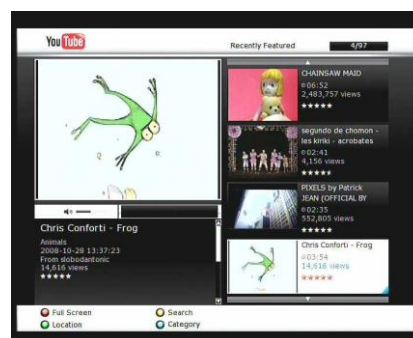 YouTube
Recently Featured
4/97
CHAINSAW MAID
06:52
2,483,757 views
★★★★★
segundo de chomon -
les kiriki - acrobates
02:41
4,156 views
★★★★★
PIXELS by Patrick
JEAN (OFFICIAL BY
02:35
552,805 views
★★★★★
Chris Conforti - Frog
03:54
14,616 views
★★★★★
Chris Conforti - Frog
Animals
2008-10-28 13:37:23
From slobodantonic
14,616 views
★★★★★
Full Screen
Search
Location
Category